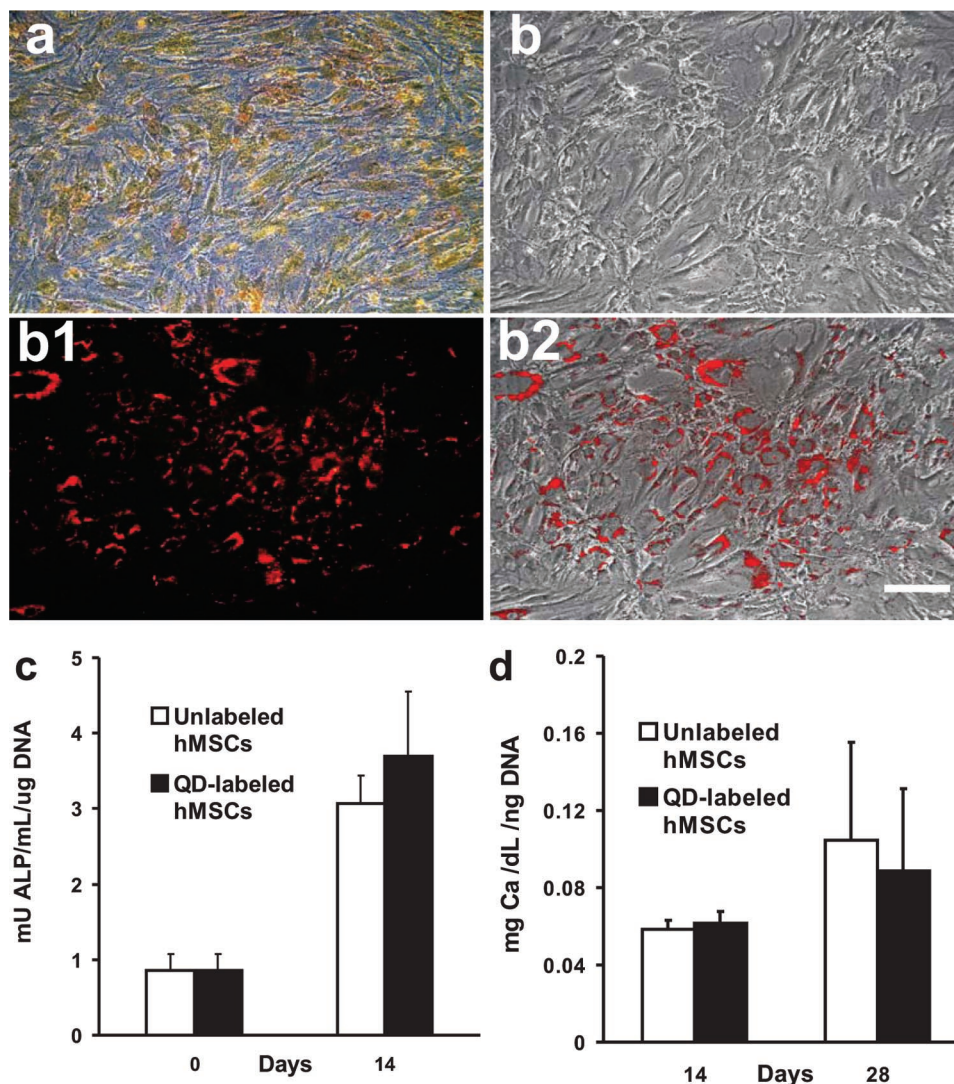 a
b
b1
b2
c
5
4
3
2
1
0
mU ALP/mL/ug DNA
Unlabeled
hMSCs
QD-labeled
hMSCs
0
Days
14
d
0.2
0.16
0.12
0.08
0.04
0
mg Ca /dL /ng DNA
Unlabeled
hMSCs
QD-labeled
hMSCs
14
Days
28